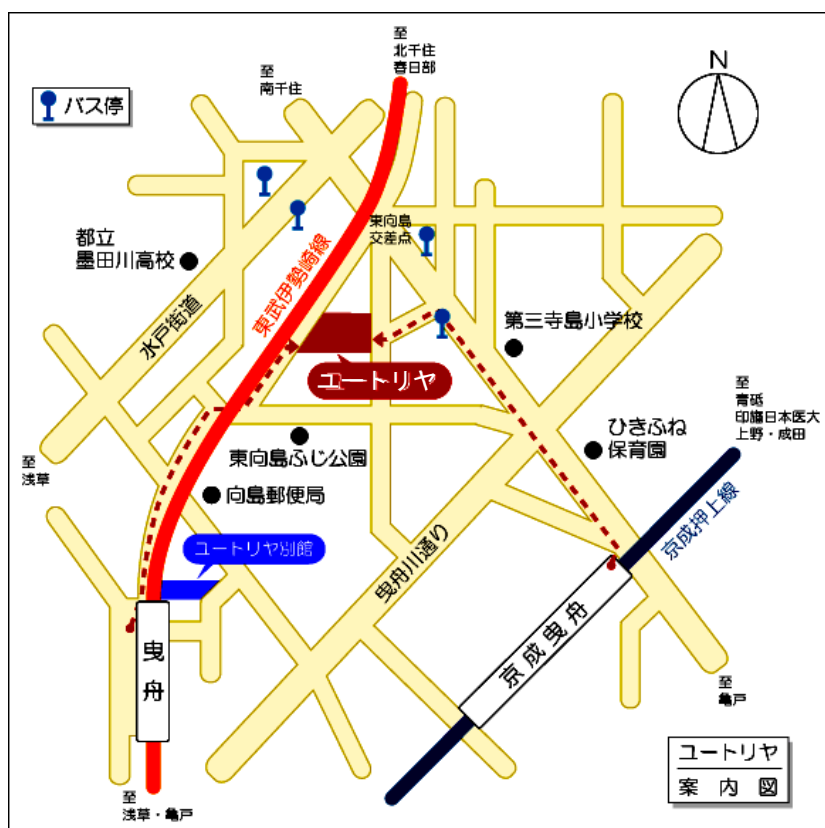 至
北千住
春日部
至
南千住
N
バス停
都立
墨田川高校
東向島
交差点
東武伊勢崎線
水戸街道
第三寺島小学校
ユートリヤ
至
青砥
印旛日本医大
上野・成田
ひきふね
保育園
至
浅草
東向島ふじ公園
向島郵便局
京成押上線
ユートリヤ別館
曳舟川通り
曳舟
京成曳舟
至
亀戸
ユートリヤ
案内図
至
浅草・亀戸